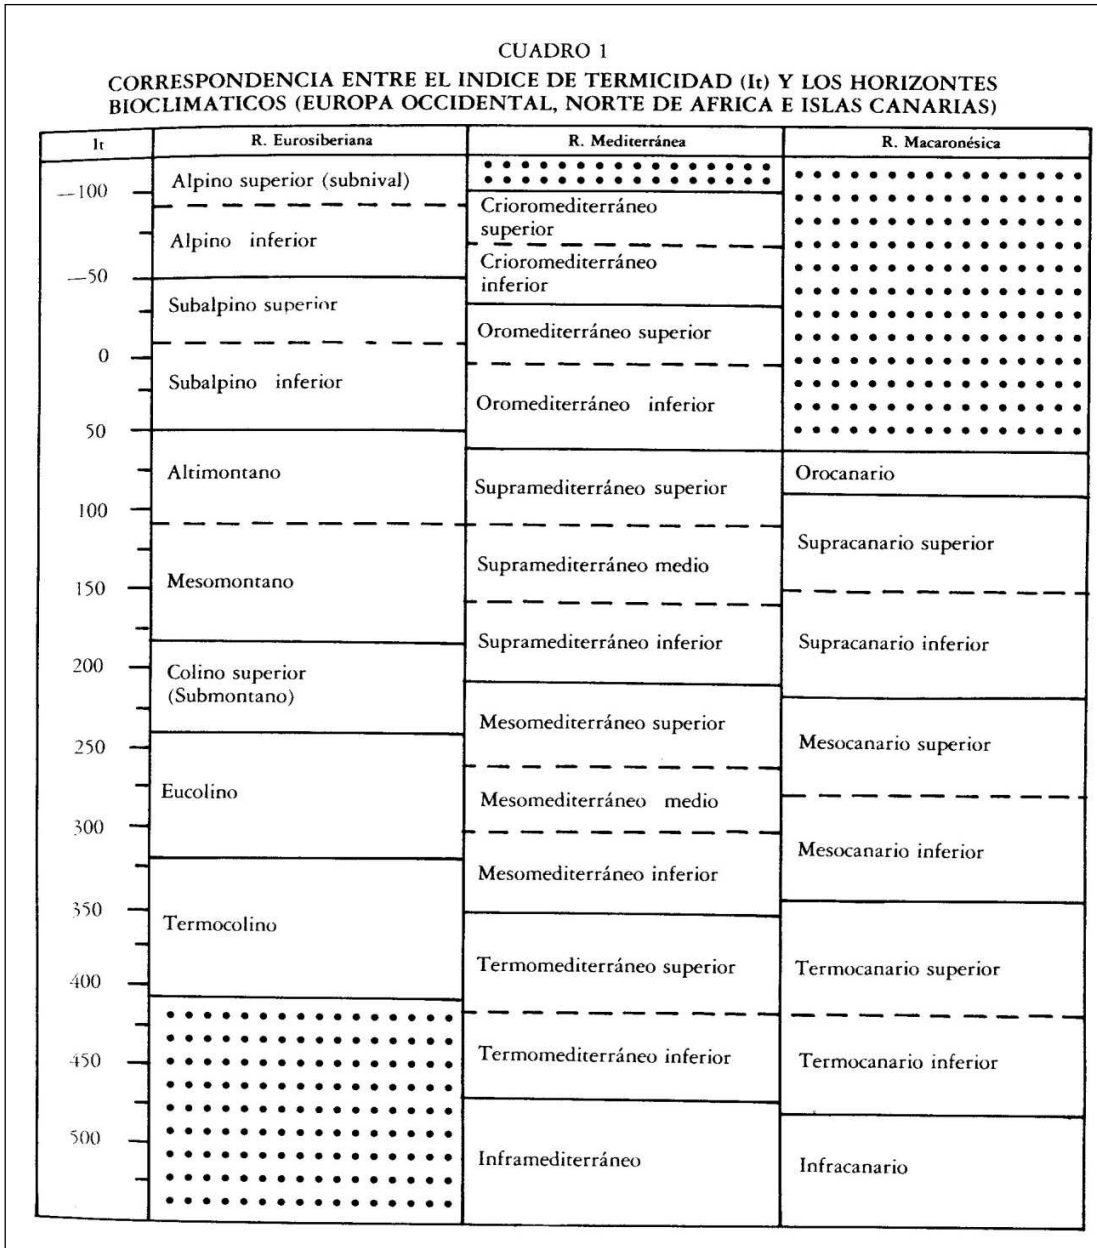 CUADRO 1
CORRESPONDENCIA ENTRE EL INDICE DE TERMICIDAD (It) Y LOS HORIZONTES
BIOCLIMATICOS (EUROPA OCCIDENTAL, NORTE DE AFRICA E ISLAS CANARIAS)
It
R. Eurosiberiana
R. Mediterránea
R. Macaronésica
—100
—50
0
50
100
150
200
250
300
350
400
450
500
Alpino superior (subnival)
Alpino inferior
Subalpino superior
Subalpino inferior
Altimontano
Mesomontano
Colino superior
(Submontano)
Eucolino
Termocolino
Crioromediterráneo
superior
Crioromediterráneo
inferior
Oromediterráneo superior
Oromediterráneo inferior
Supramediterráneo superior
Supramediterráneo medio
Supramediterráneo inferior
Mesomediterráneo superior
Mesomediterráneo medio
Mesomediterráneo inferior
Termomediterráneo superior
Termomediterráneo inferior
Inframediterráneo
Orocanario
Supracanario superior
Supracanario inferior
Mesocanario superior
Mesocanario inferior
Termocanario superior
Termocanario inferior
Infracanario